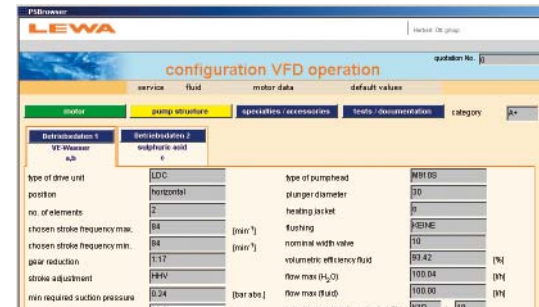 PSBrowser
LEWA
Herbert Ott group
configuration VFD operation
quotation No. 0
service fluid motor data default values
motor pump structure specialties / accessories tests / documentation category A+
Betriebsdaten 1 Betriebsdaten 2
VE-Wasser sulphuric acid
a,b c
type of drive unit LDC type of pumphead M910S
position horizontal plunger diameter 30
no. of elements 2 heating jacket 0
chosen stroke frequency max. 84 [min⁻¹] flushing KEINE
chosen stroke frequency min. 84 [min⁻¹] nominal width valve 10
gear reduction 1:17 volumetric efficiency fluid 93.42 [%]
stroke adjustment HHV flow max (H₂O) 100.04 [l/h]
min required suction pressure 0.24 [bar abs.] flow max (fluid) 100.00 [l/h]